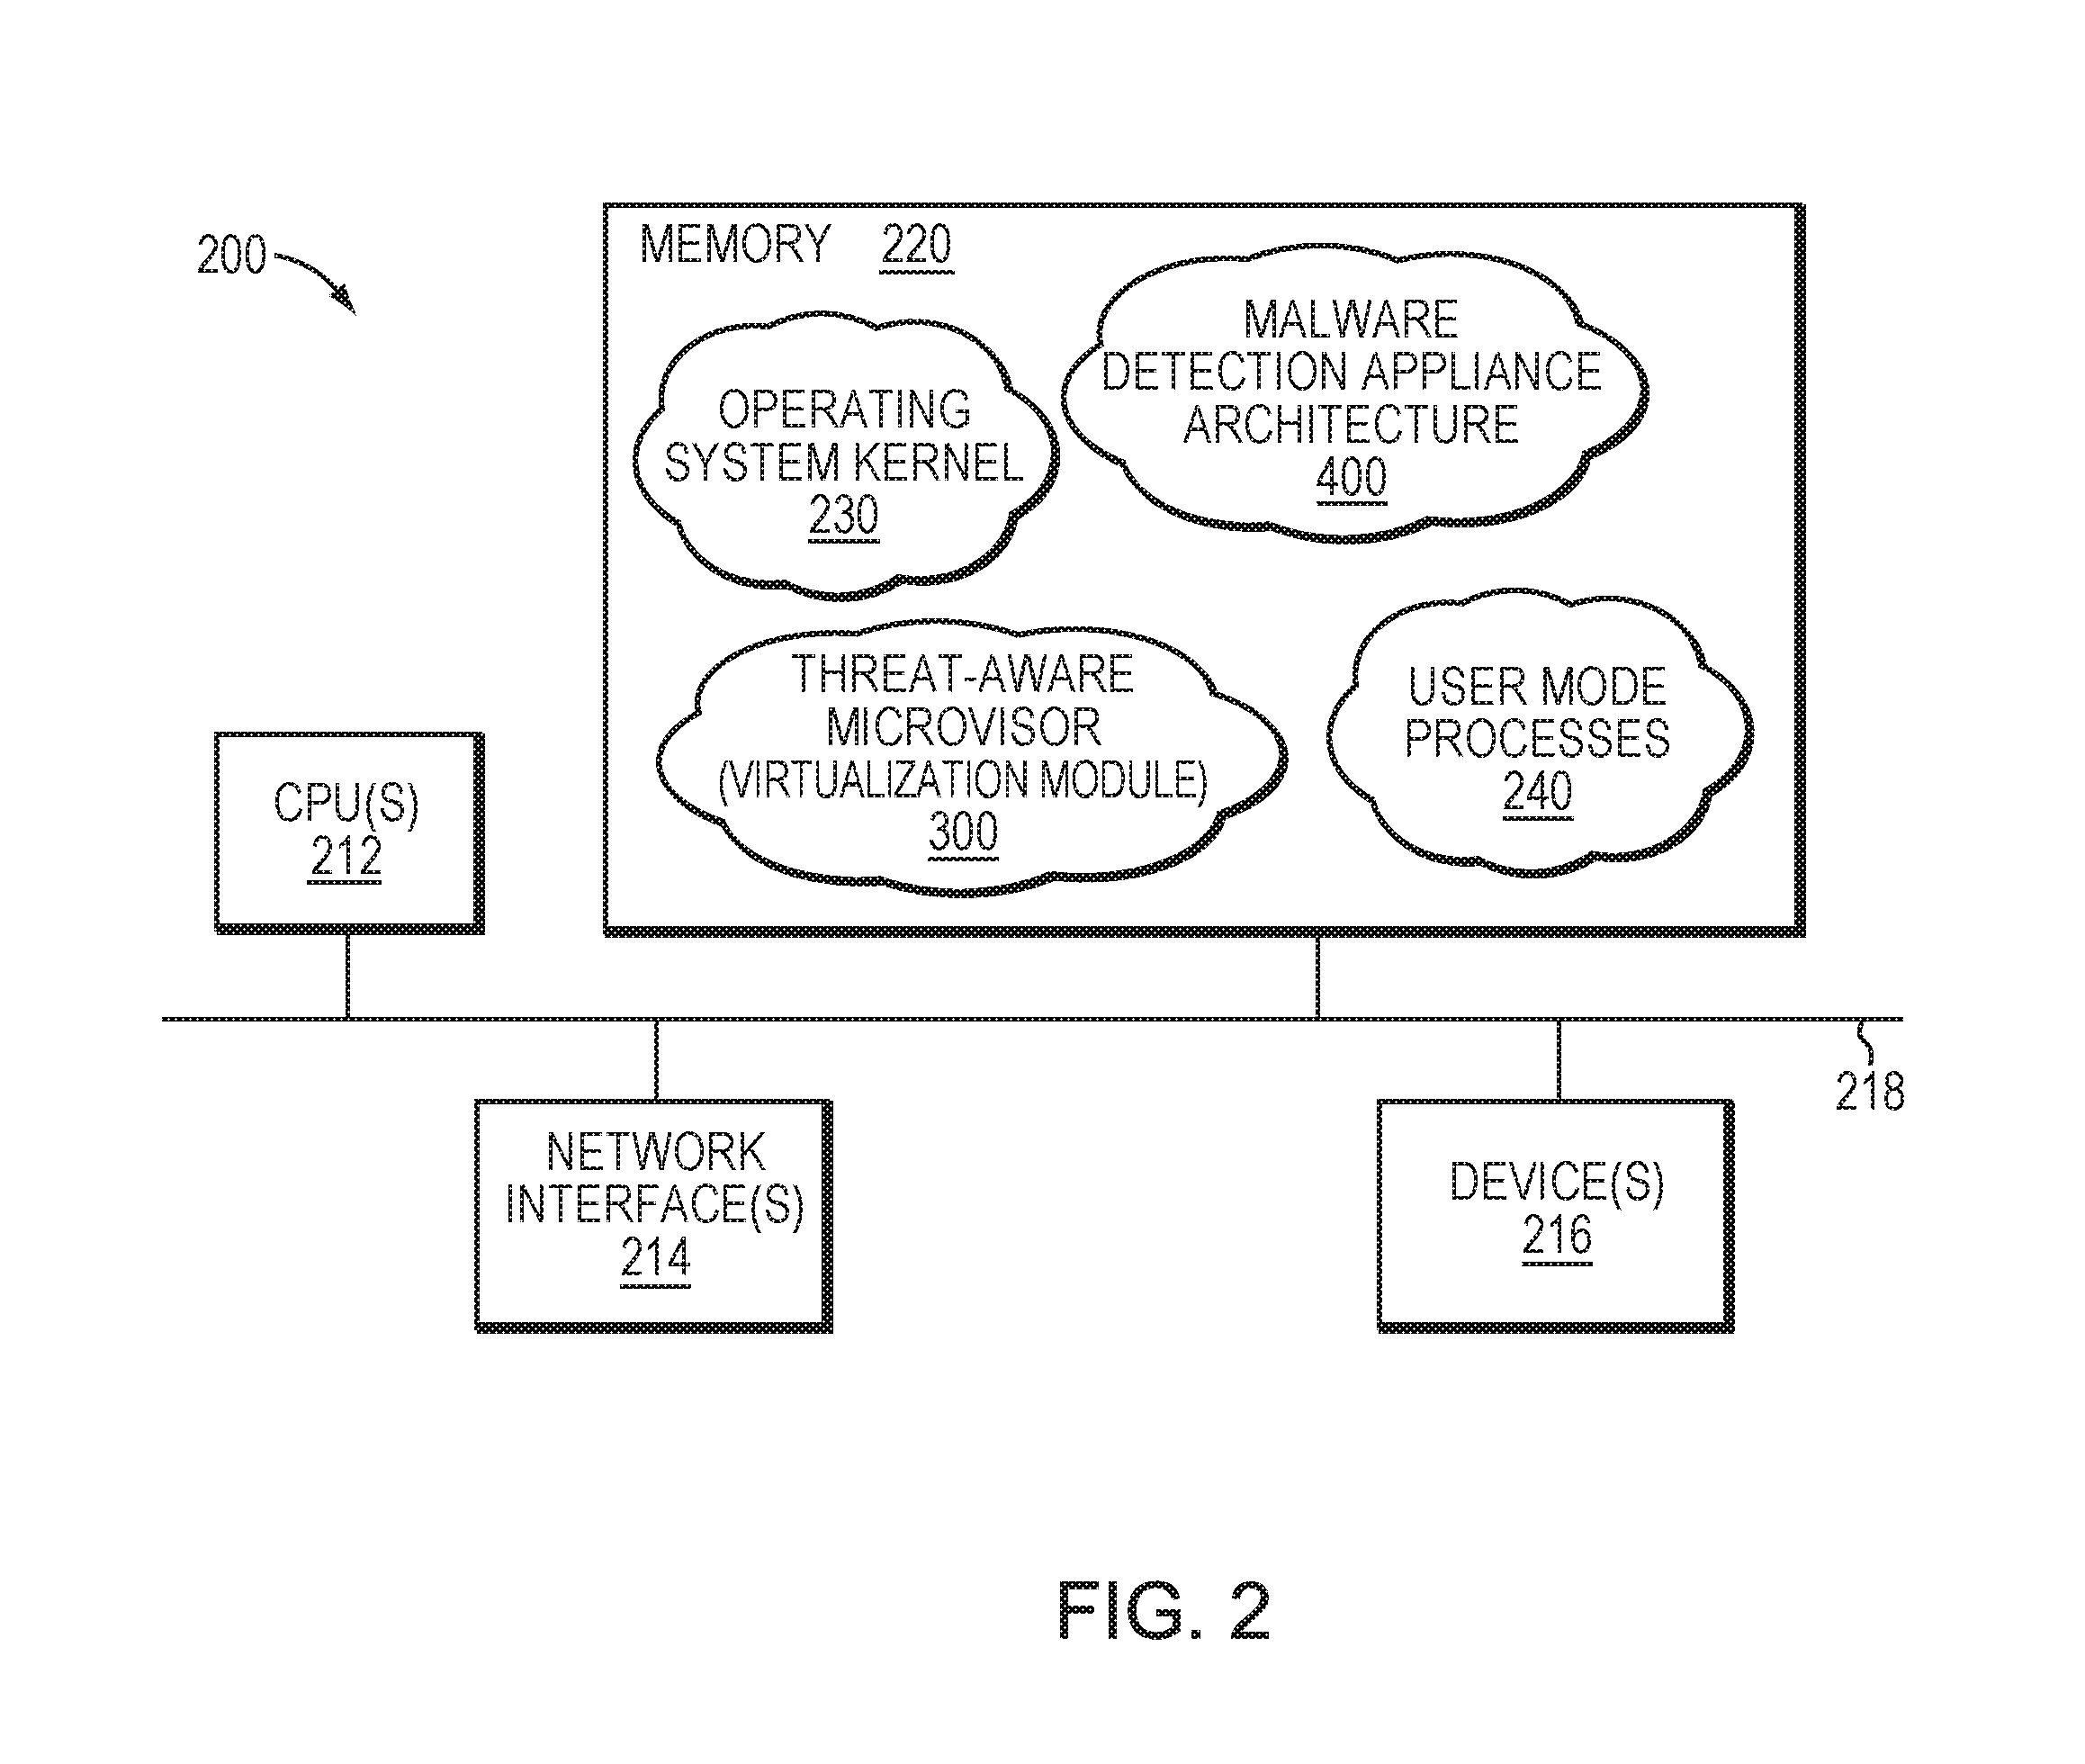 200
MEMORY 220
OPERATING
SYSTEM KERNEL
230
MALWARE
DETECTION APPLIANCE
ARCHITECTURE
400
THREAT-AWARE
MICROVISOR
(VIRTUALIZATION MODULE)
300
USER MODE
PROCESSES
240
CPU(S)
212
218
NETWORK
INTERFACE(S)
214
DEVICE(S)
216
FIG. 2